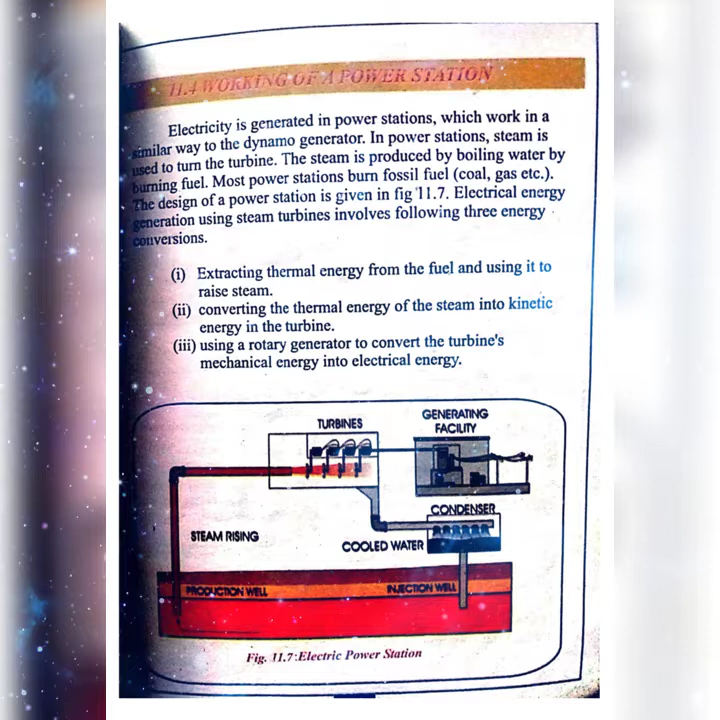 11.4 WORKING OF A POWER STATION
Electricity is generated in power stations, which work in a
similar way to the dynamo generator. In power stations, steam is
used to turn the turbine. The steam is produced by boiling water by
burning fuel. Most power stations burn fossil fuel (coal, gas etc.).
The design of a power station is given in fig 11.7. Electrical energy
generation using steam turbines involves following three energy
conversions.
(i) Extracting thermal energy from the fuel and using it to
raise steam.
(ii) converting the thermal energy of the steam into kinetic
energy in the turbine.
(iii) using a rotary generator to convert the turbine's
mechanical energy into electrical energy.
TURBINES
GENERATING
FACILITY
CONDENSER
STEAM RISING
COOLED WATER
PRODUCTION WELL
INJECTION WELL
Fig. 11.7:Electric Power Station